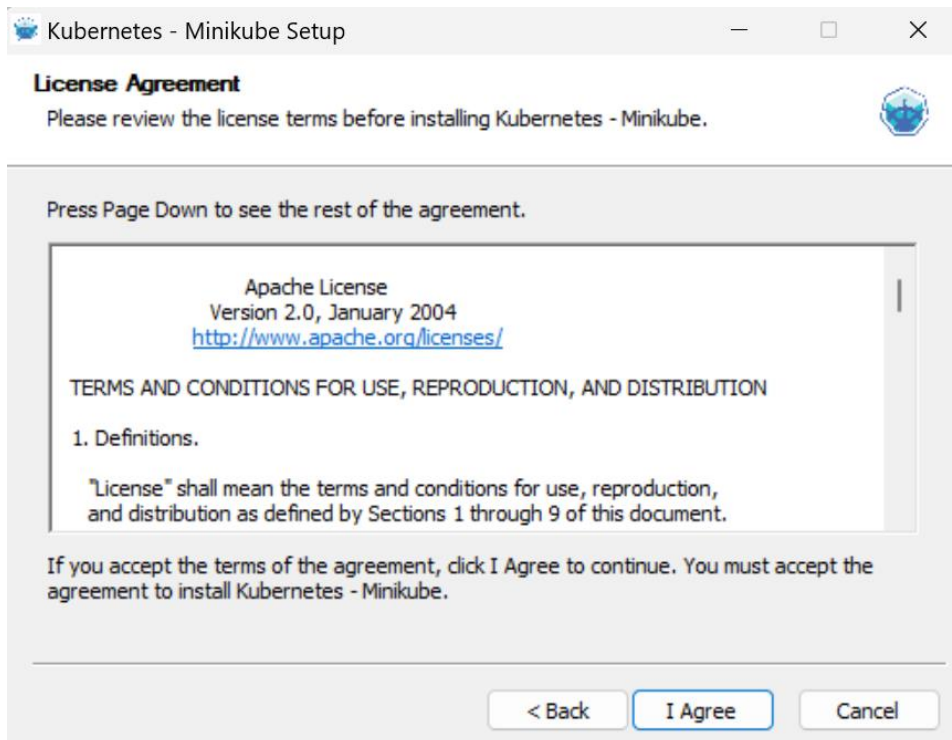 Kubernetes - Minikube Setup
License Agreement
Please review the license terms before installing Kubernetes - Minikube.
Press Page Down to see the rest of the agreement.
Apache License
Version 2.0, January 2004
http://www.apache.org/licenses/
TERMS AND CONDITIONS FOR USE, REPRODUCTION, AND DISTRIBUTION
1. Definitions.
"License" shall mean the terms and conditions for use, reproduction,
and distribution as defined by Sections 1 through 9 of this document.
If you accept the terms of the agreement, click I Agree to continue. You must accept the
agreement to install Kubernetes - Minikube.
< Back
I Agree
Cancel